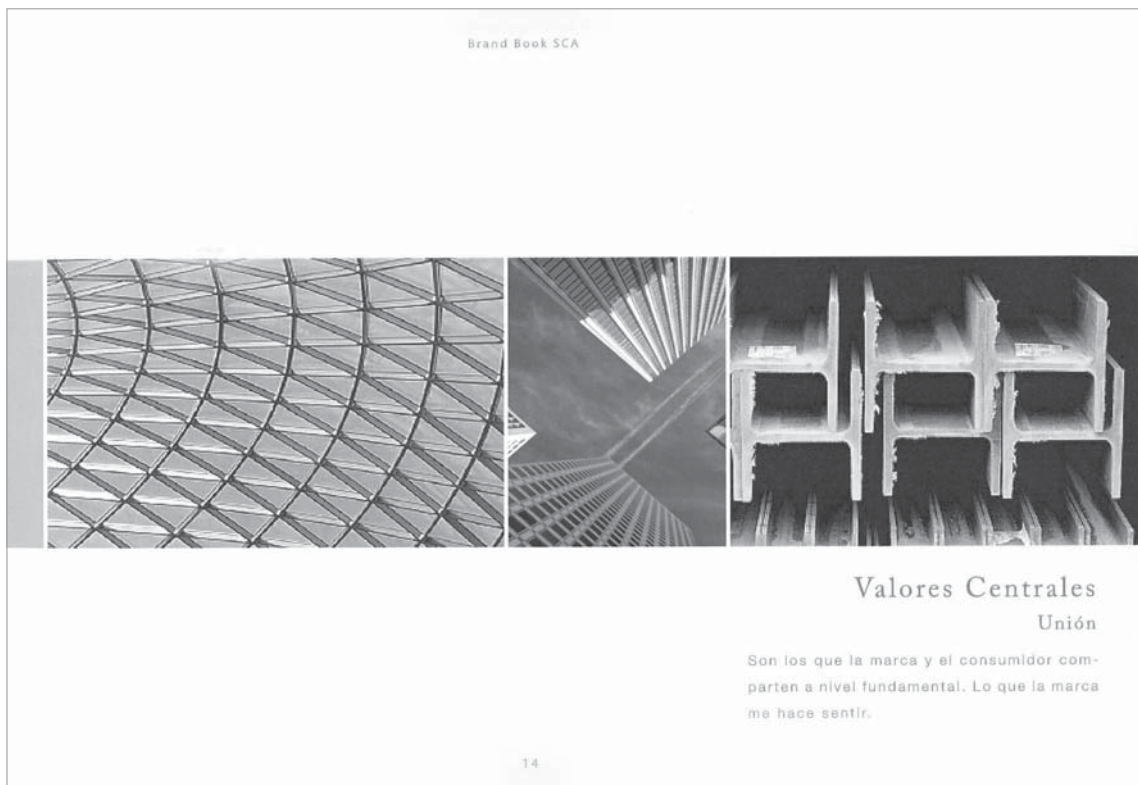 Brand Book SCA
Valores Centrales
Unión
Son los que la marca y el consumidor com-
parten a nivel fundamental. Lo que la marca
me hace sentir.
14